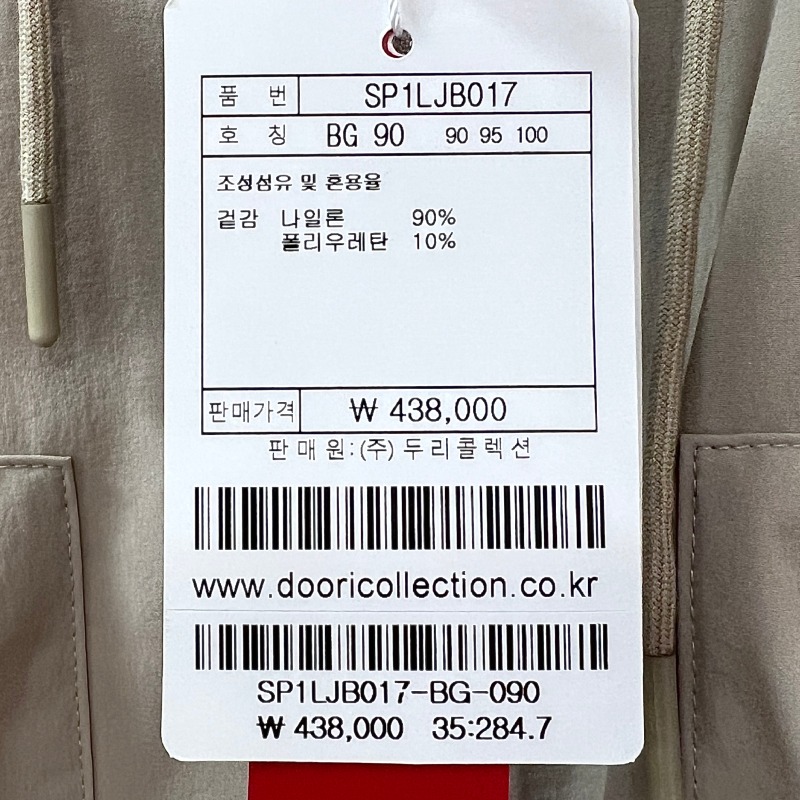 품 번 SP1LJB017
호 칭 BG 90 90 95 100
조성섬유 및 혼용율
겉감 나일론 90%
폴리우레탄 10%
판매가격 ₩ 438,000
판 매 원: (주) 두 리 콜 렉 션
www.dooricollection.co.kr
SP1LJB017-BG-090
₩ 438,000 35:284.7